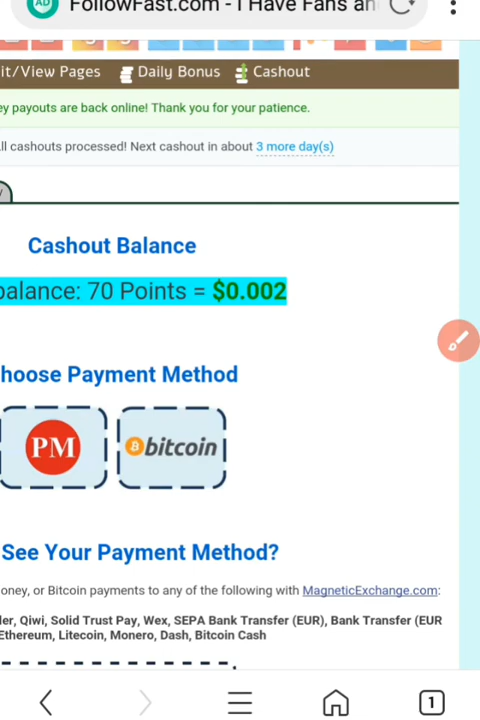 AD FollowFast.com - I Have Fans an
it/View Pages Daily Bonus $ Cashout
ey payouts are back online! Thank you for your patience.
ll cashouts processed! Next cashout in about 3 more day(s)
Cashout Balance
balance: 70 Points = $0.002
hoose Payment Method
PM bitcoin
See Your Payment Method?
oney, or Bitcoin payments to any of the following with MagneticExchange.com:
ler, Qiwi, Solid Trust Pay, Wex, SEPA Bank Transfer (EUR), Bank Transfer (EUR
Ethereum, Litecoin, Monero, Dash, Bitcoin Cash
1